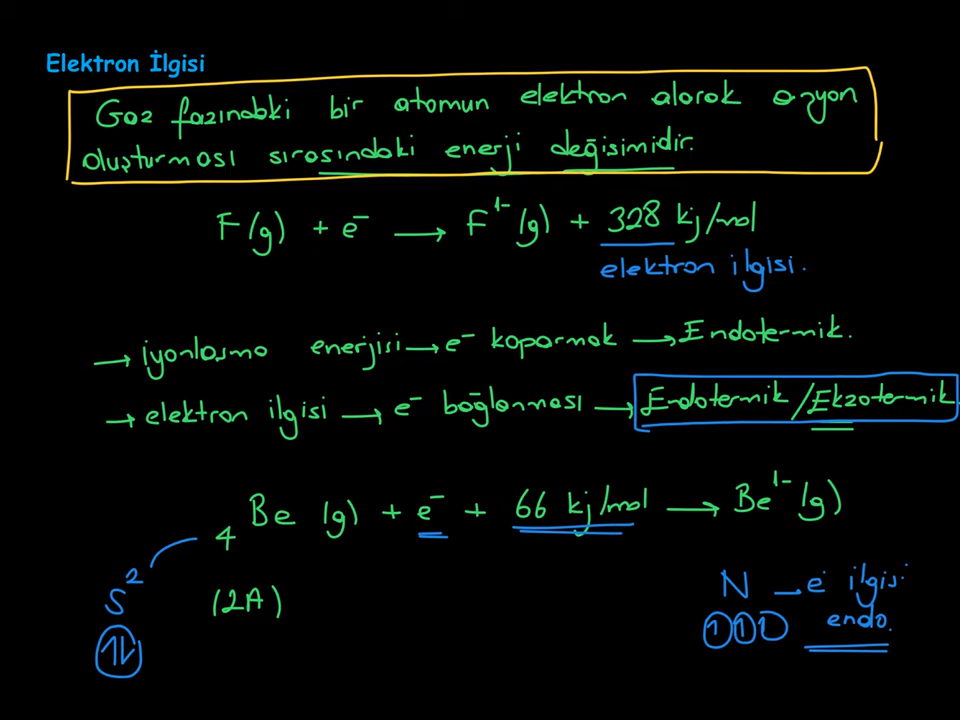 Elektron İlgisi
Gaz fazındaki bir atomun elektron alarak anyon
oluşturması sırasındaki enerji değişimidir.
F(g) + e⁻ → F¹⁻(g) + 328 kj/mol
elektron ilgisi.
→ iyonlaşma enerjisi → e⁻ koparmak → Endotermik.
→ elektron ilgisi → e⁻ bağlanması → Endotermik / Ekzotermik
₄Be (g) + e⁻ + 66 kj/mol → Be¹⁻(g)
S²
(2A)
N → e⁻ ilgisi
endo.